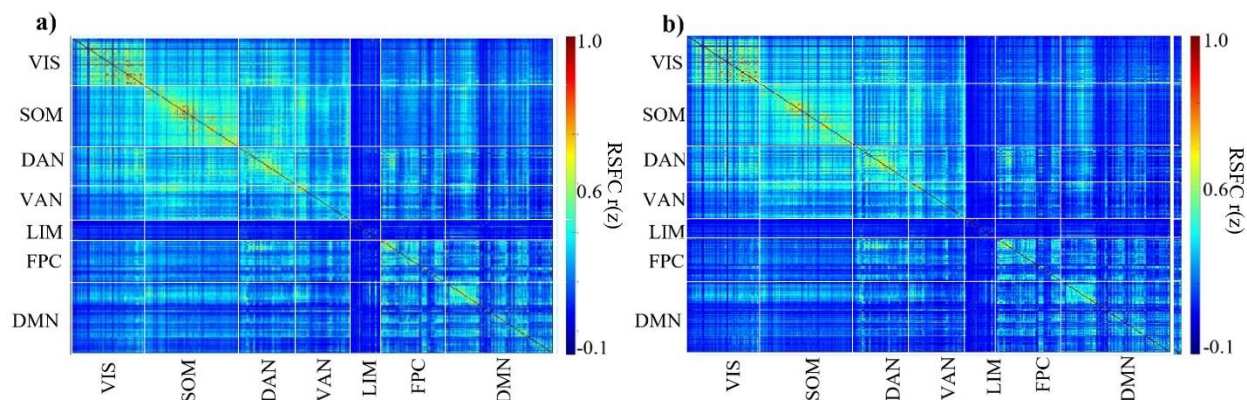 a)
VIS
SOM
DAN
VAN
LIM
FPC
DMN
VIS
SOM
DAN
VAN
LIM
FPC
DMN
1.0
0.6
-0.1
RSFC r(z)
b)
VIS
SOM
DAN
VAN
LIM
FPC
DMN
VIS
SOM
DAN
VAN
LIM
FPC
DMN
1.0
0.6
-0.1
RSFC r(z)